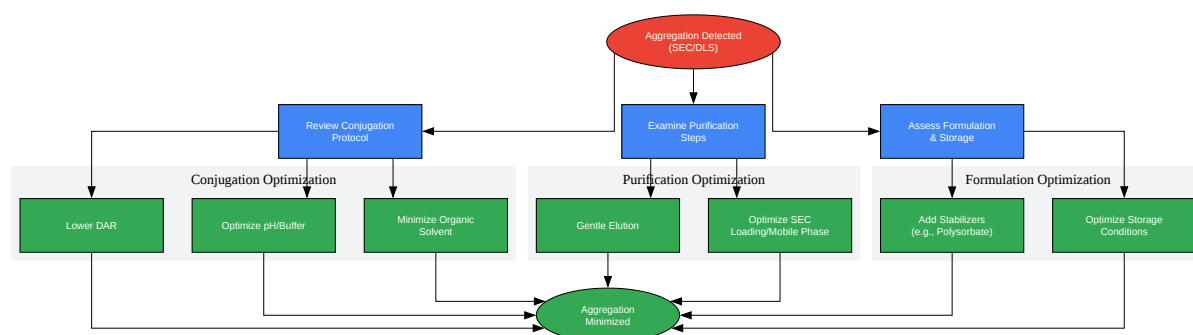 Aggregation Detected
(SEC/DLS)
Review Conjugation
Protocol
Examine Purification
Steps
Assess Formulation
& Storage
Conjugation Optimization
Purification Optimization
Formulation Optimization
Lower DAR
Optimize pH/Buffer
Minimize Organic
Solvent
Gentle Elution
Optimize SEC
Loading/Mobile Phase
Add Stabilizers
(e.g., Polysorbate)
Optimize Storage
Conditions
Aggregation
Minimized